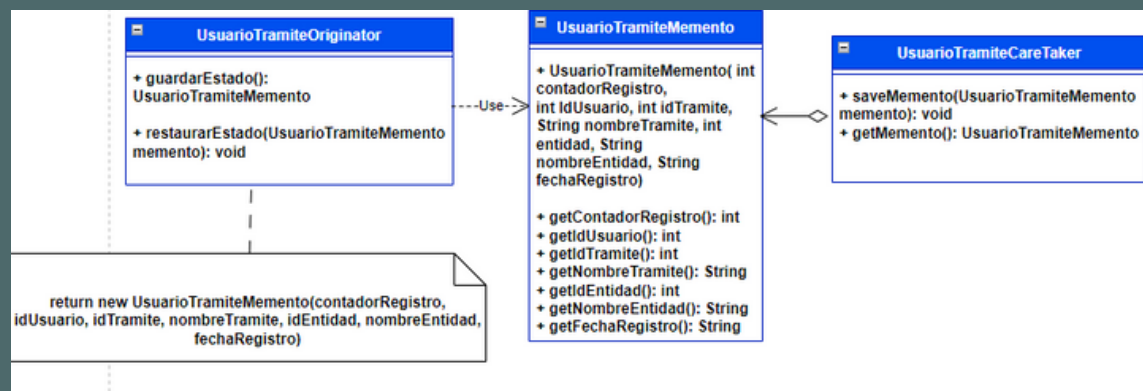 UsuarioTramiteOriginator
+ guardarEstado():
UsuarioTramiteMemento
+ restaurarEstado(UsuarioTramiteMemento
memento): void
Use
UsuarioTramiteMemento
+ UsuarioTramiteMemento( int
contadorRegistro,
int IdUsuario, int idTramite,
String nombreTramite, int
entidad, String
nombreEntidad, String
fechaRegistro)
+ getContadorRegistro(): int
+ getIdUsuario(): int
+ getIdTramite(): int
+ getNombreTramite(): String
+ getIdEntidad(): int
+ getNombreEntidad(): String
+ getFechaRegistro(): String
UsuarioTramiteCareTaker
+ saveMemento(UsuarioTramiteMemento
memento): void
+ getMemento(): UsuarioTramiteMemento
return new UsuarioTramiteMemento(contadorRegistro,
idUsuario, idTramite, nombreTramite, idEntidad, nombreEntidad,
fechaRegistro)